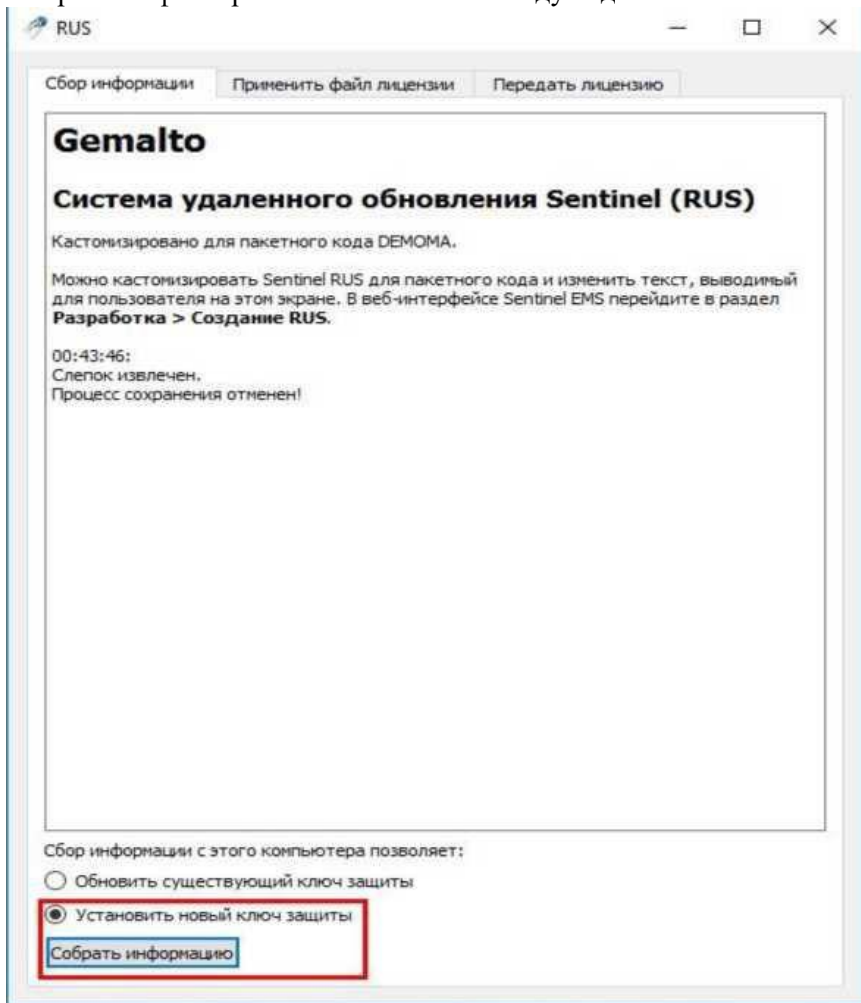 RUS
Сбор информации Применить файл лицензии Передать лицензию
Gemalto
Система удаленного обновления Sentinel (RUS)
Кастомизировано для пакетного кода DEMOMA.
Можно кастомизировать Sentinel RUS для пакетного кода и изменить текст, выводимый
для пользователя на этом экране. В веб-интерфейсе Sentinel EMS перейдите в раздел
Разработка > Создание RUS.
00:43:46:
Слепок извлечен.
Процесс сохранения отменен!
Сбор информации с этого компьютера позволяет:
Обновить существующий ключ защиты
Установить новый ключ защиты
Собрать информацию